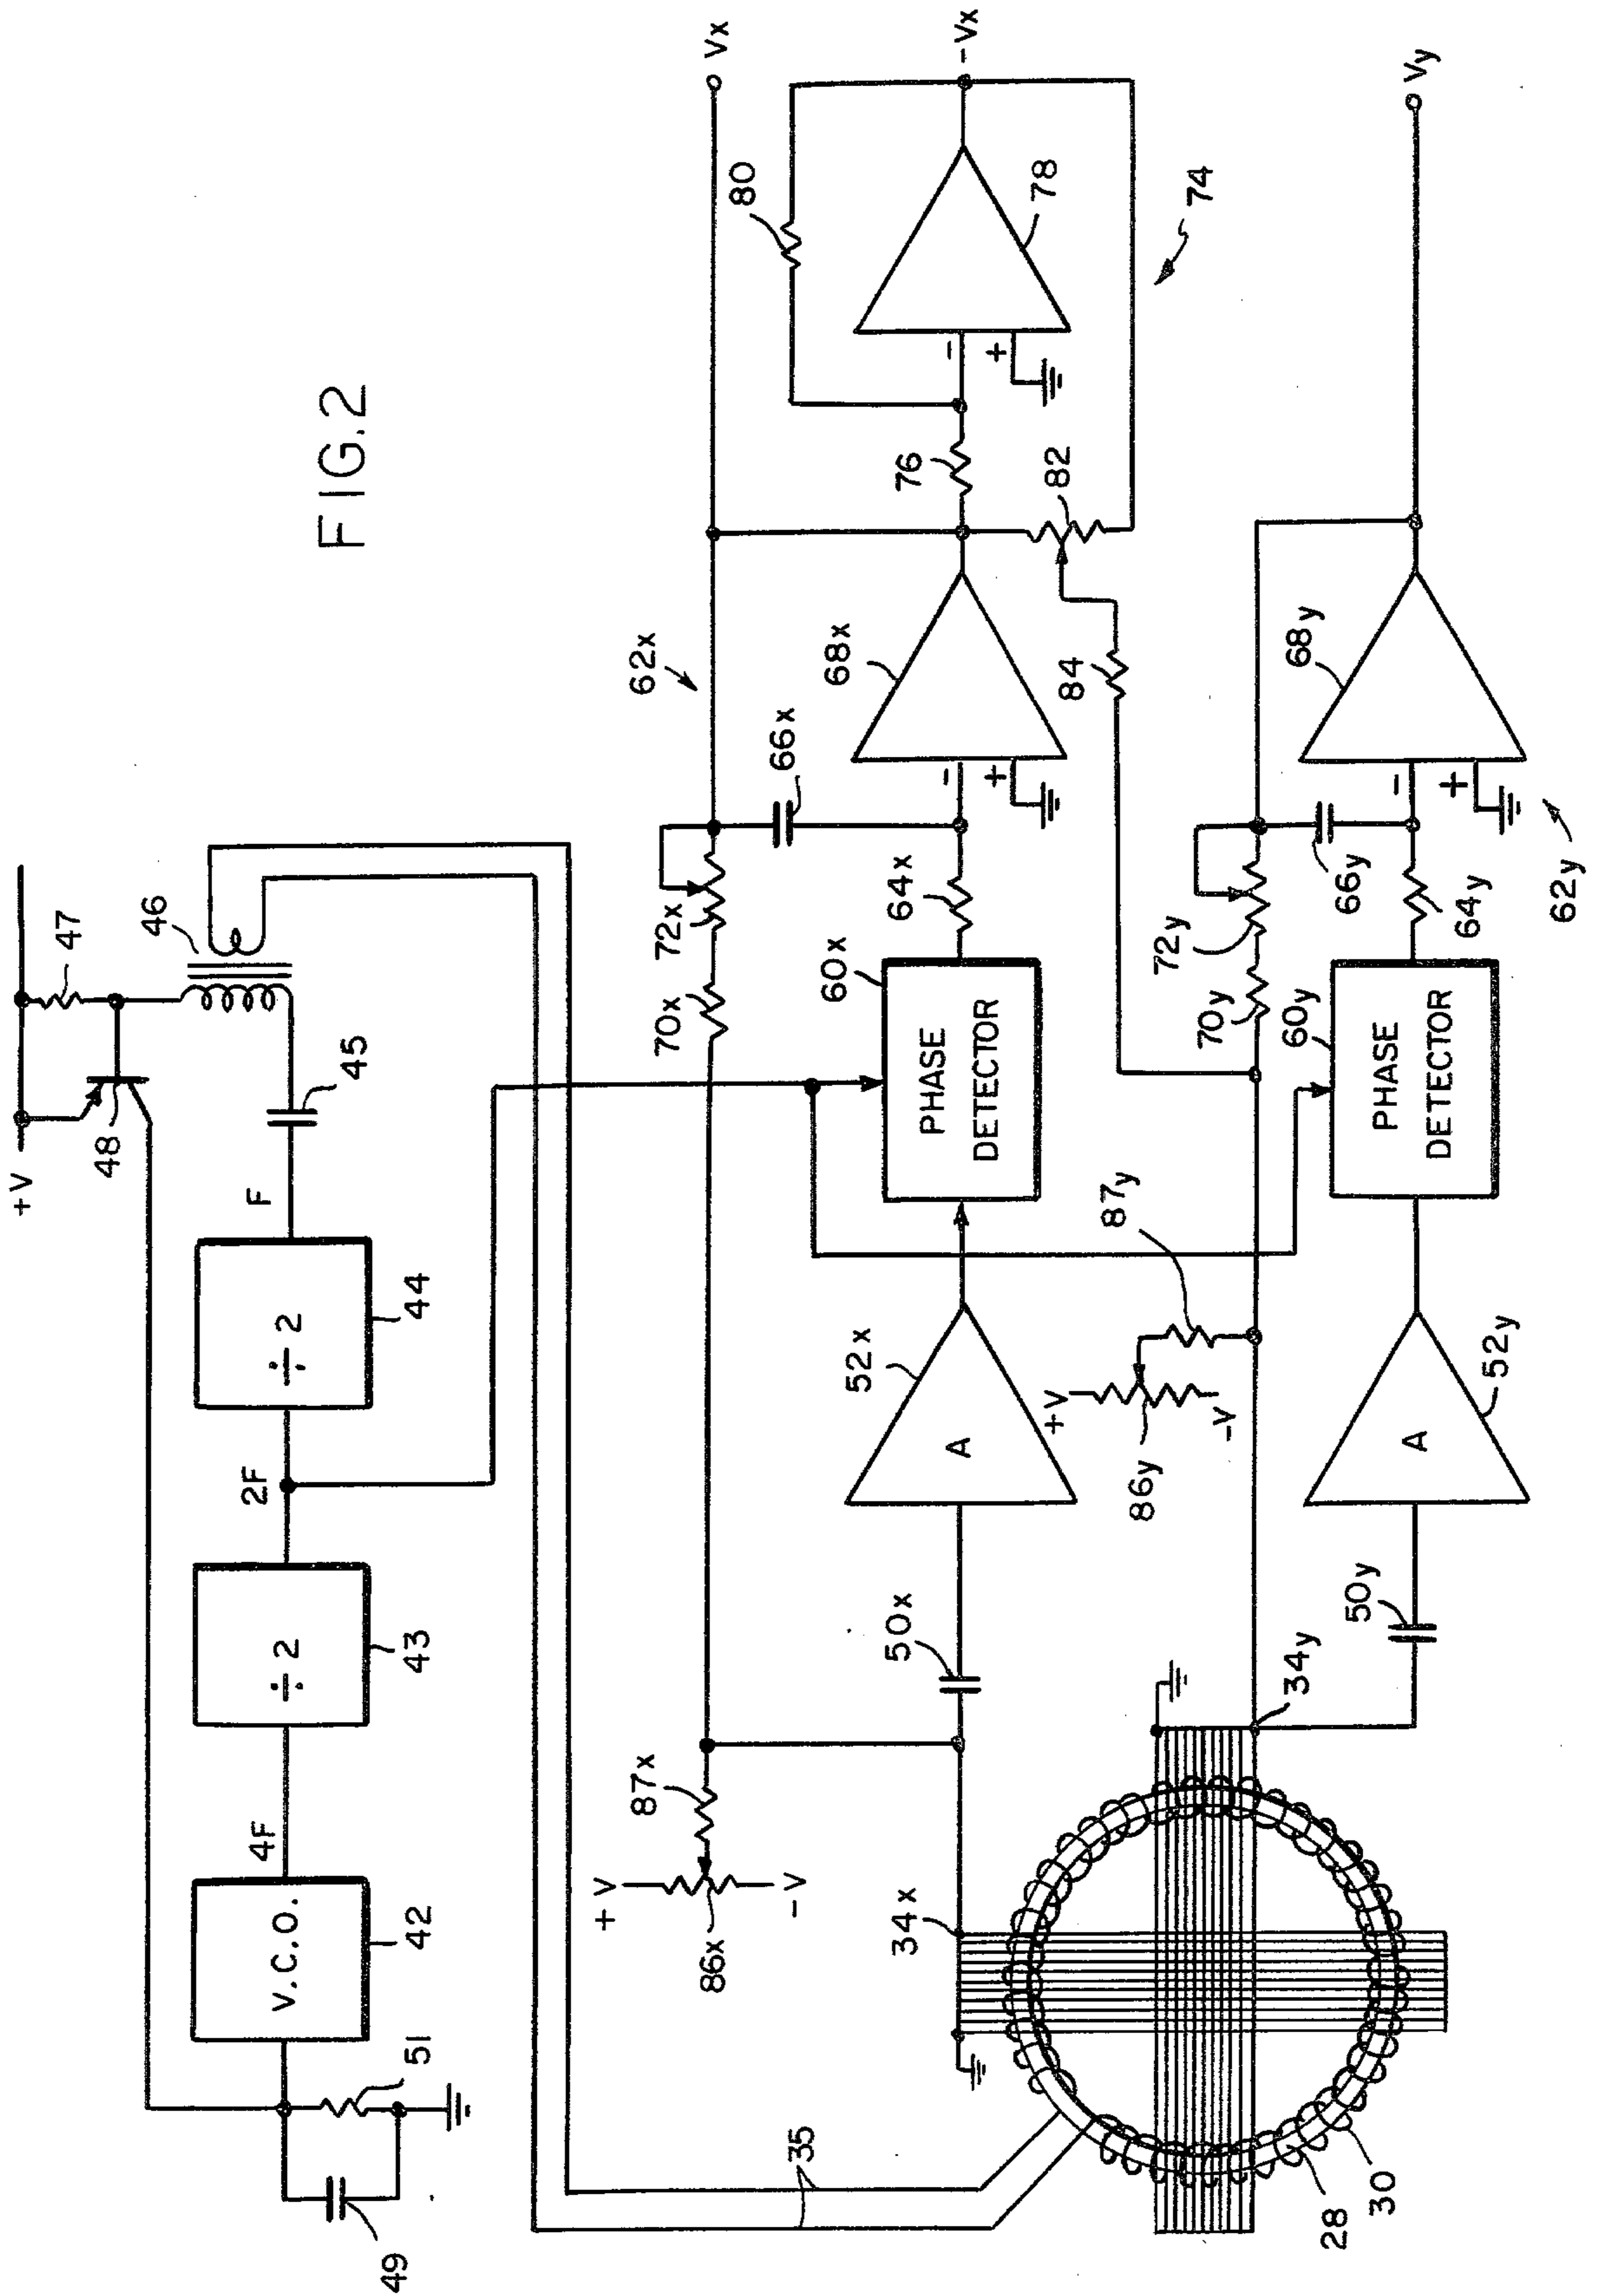 FIG.2
+V
47
46
48
45
F
÷ 2
44
2F
÷ 2
43
4F
V.C.O.
42
51
49
35
Vx
-Vx
80
78
74
76
82
62x
68x
84
66x
72x
70x
64x
60x
PHASE
DETECTOR
52x
A
50x
87x
+V
-V
86x
34x
Vy
68y
62y
66y
64y
72y
70y
60y
PHASE
DETECTOR
87y
+V
-V
86y
52y
A
50y
34y
28
30
-
+
-
+
-
+